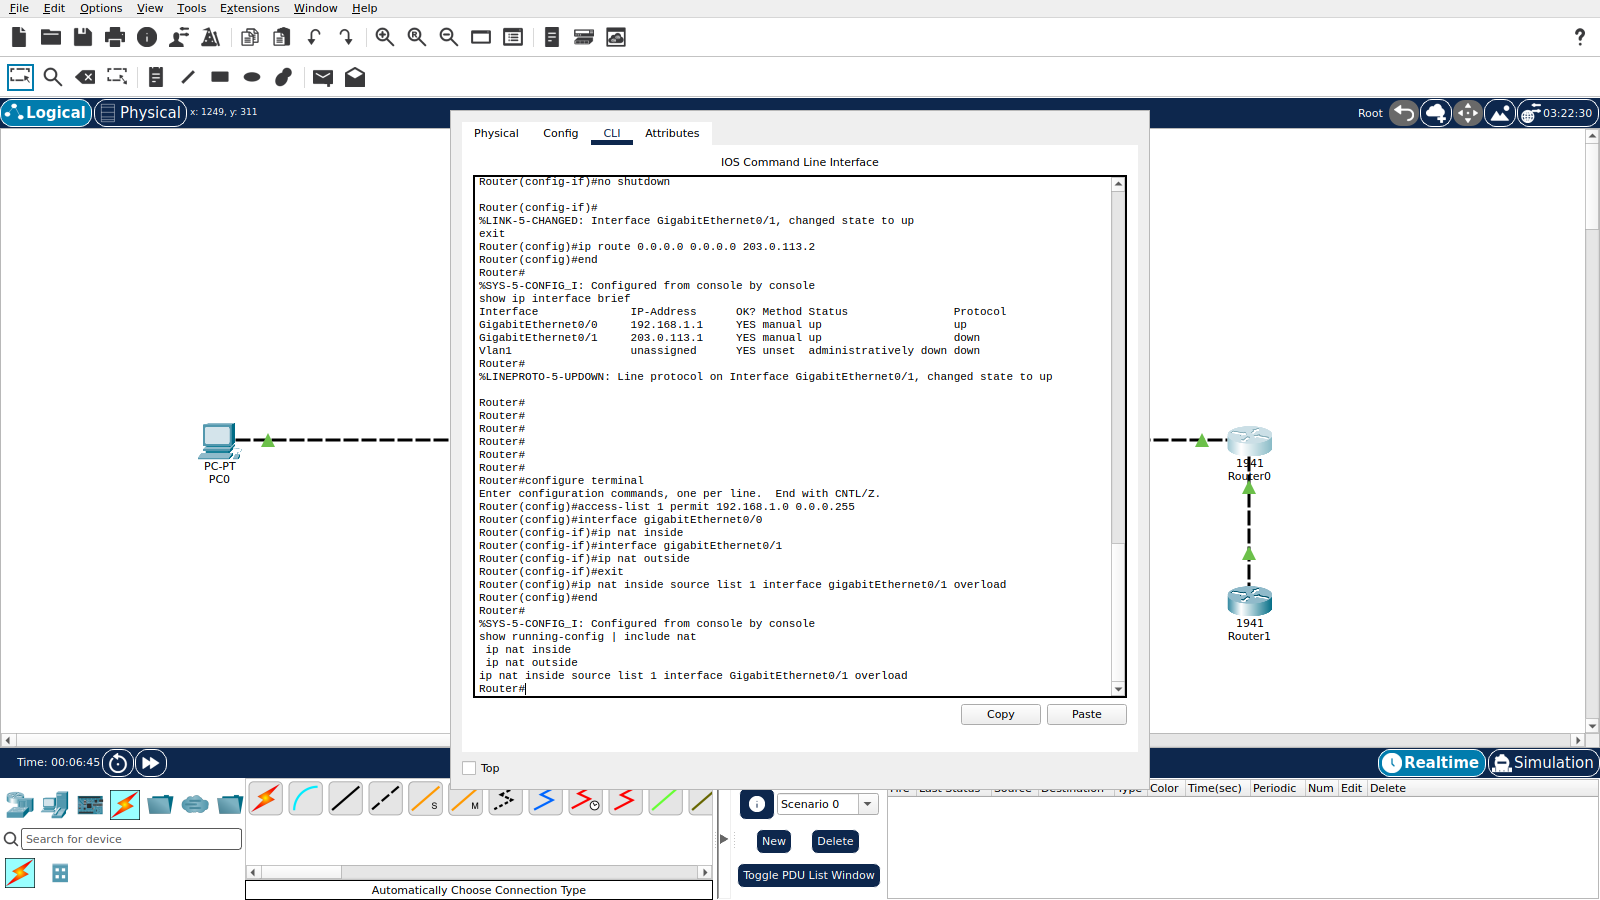 File Edit Options View Tools Extensions Window Help
Logical Physical x: 1249, y: 311 Root 03:22:30
Physical Config CLI Attributes
IOS Command Line Interface
Router(config-if)#no shutdown
Router(config-if)#
%LINK-5-CHANGED: Interface GigabitEthernet0/1, changed state to up
exit
Router(config)#ip route 0.0.0.0 0.0.0.0 203.0.113.2
Router(config)#end
Router#
%SYS-5-CONFIG_I: Configured from console by console
show ip interface brief
Interface IP-Address OK? Method Status Protocol
GigabitEthernet0/0 192.168.1.1 YES manual up up
GigabitEthernet0/1 203.0.113.1 YES manual up down
Vlan1 unassigned YES unset administratively down down
Router#
%LINEPROTO-5-UPDOWN: Line protocol on Interface GigabitEthernet0/1, changed state to up
Router#
Router#
Router#
Router#
Router#
Router#
Router#configure terminal
Enter configuration commands, one per line. End with CNTL/Z.
Router(config)#access-list 1 permit 192.168.1.0 0.0.0.255
Router(config)#interface gigabitEthernet0/0
Router(config-if)#ip nat inside
Router(config-if)#interface gigabitEthernet0/1
Router(config-if)#ip nat outside
Router(config-if)#exit
Router(config)#ip nat inside source list 1 interface gigabitEthernet0/1 overload
Router(config)#end
Router#
%SYS-5-CONFIG_I: Configured from console by console
show running-config | include nat
ip nat inside
ip nat outside
ip nat inside source list 1 interface GigabitEthernet0/1 overload
Router#
Copy Paste
Top
PC-PT
PC0
1941
Router0
1941
Router1
Time: 00:06:45 Realtime Simulation
S M
Search for device
Automatically Choose Connection Type
Scenario 0
New Delete
Toggle PDU List Window
Fire Last Status Source Destination Type Color Time(sec) Periodic Num Edit Delete